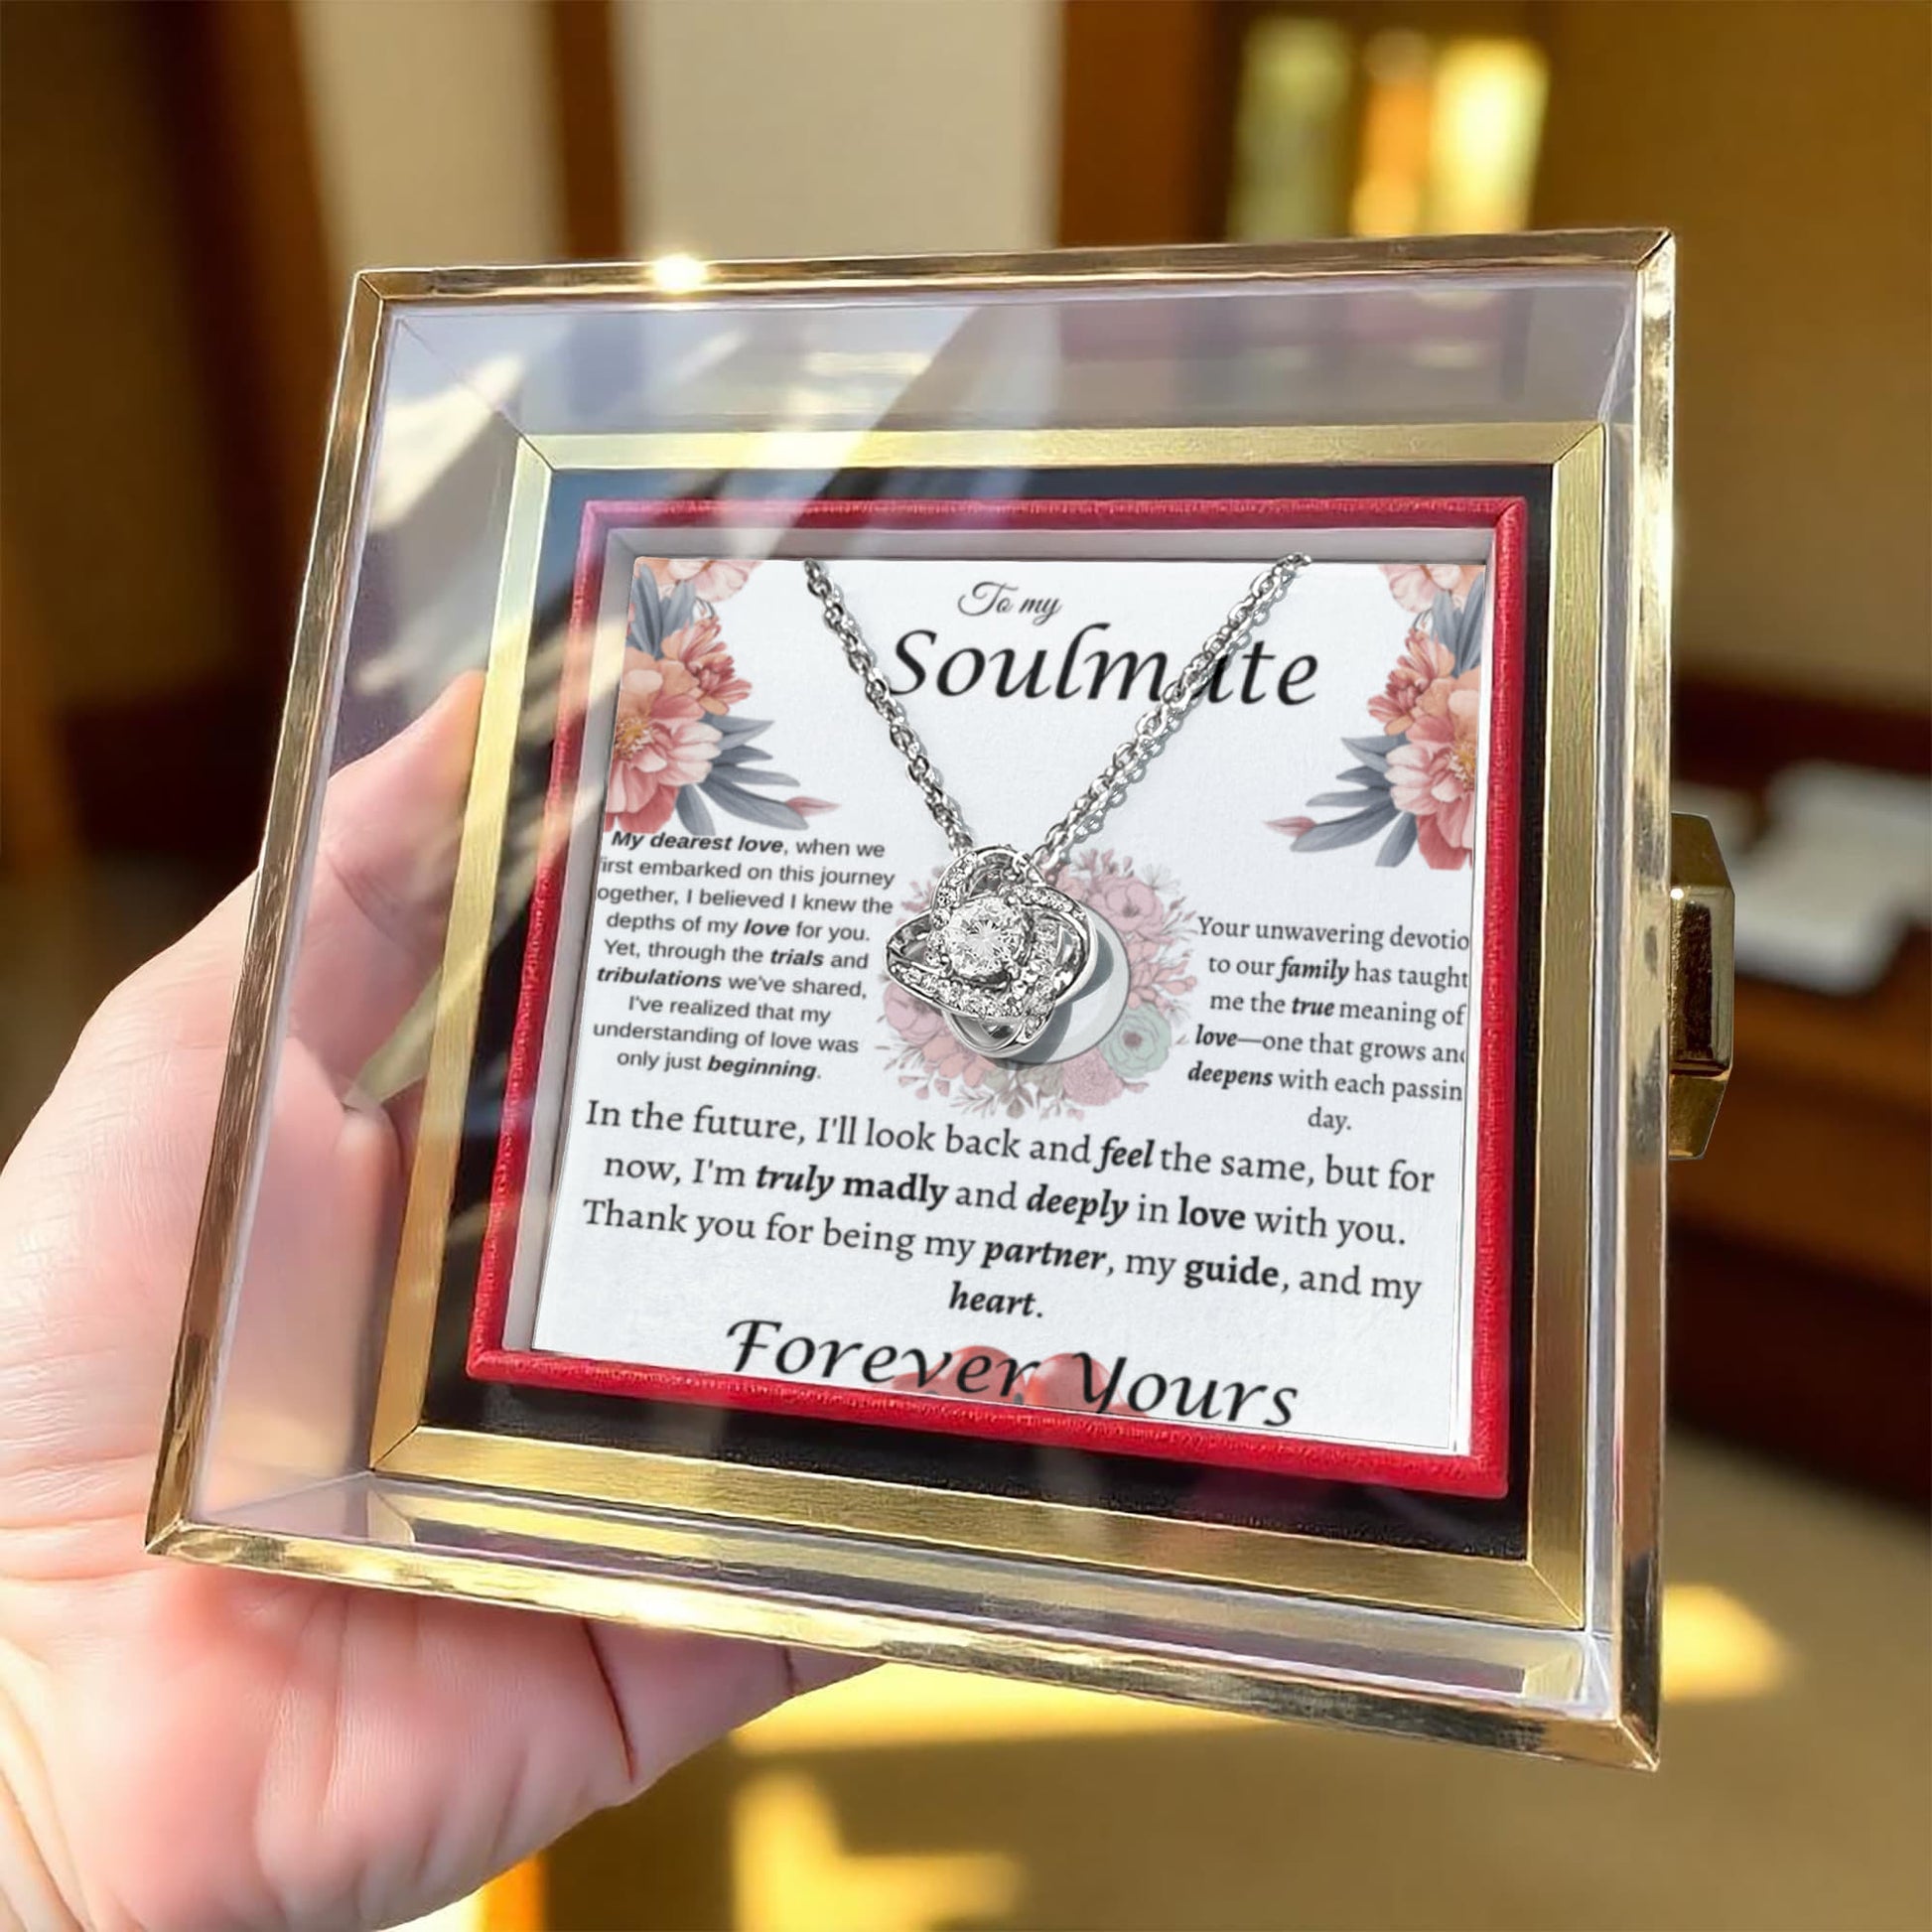 To my
Soulmate
My dearest love, when we
irst embarked on this journey
ogether, I believed I knew the
depths of my love for you.
Yet, through the trials and
tribulations we've shared,
I've realized that my
understanding of love was
only just beginning.
Your unwavering devotio
to our family has taught
me the true meaning of
love—one that grows and
deepens with each passin
day.
In the future, I'll look back and feel the same, but for
now, I'm truly madly and deeply in love with you.
Thank you for being my partner, my guide, and my
heart.
Forever Yours